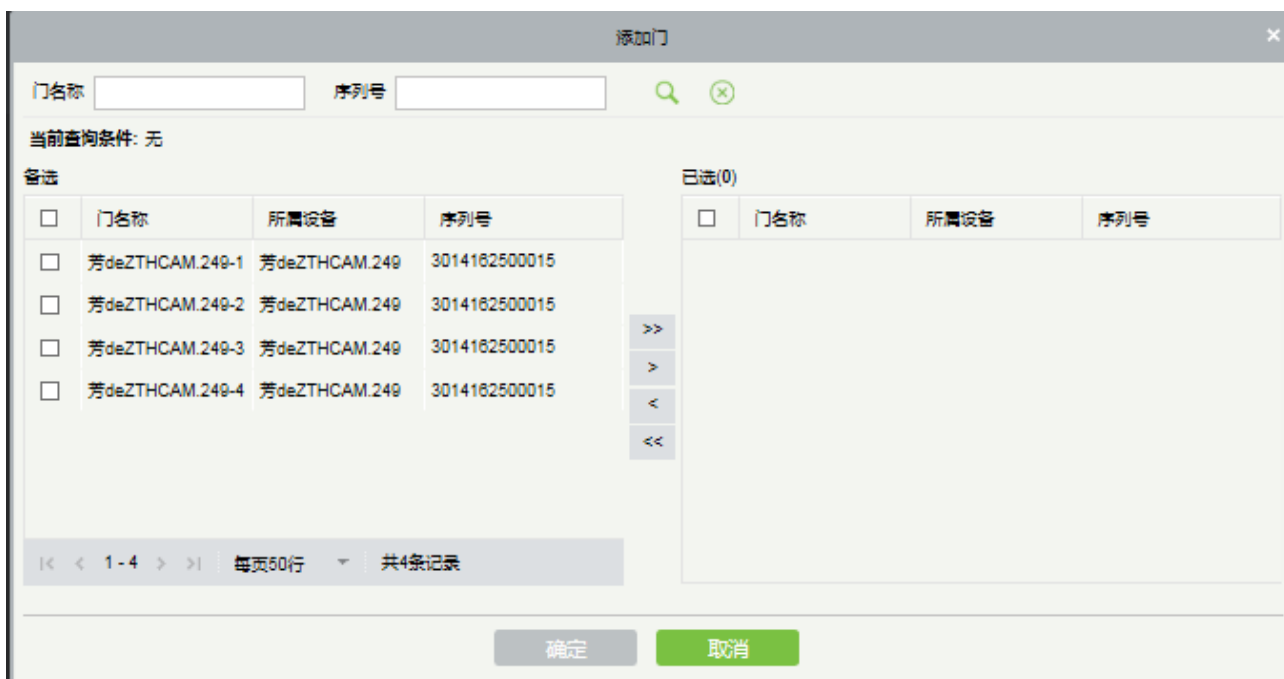 添加门 ×
门名称 序列号
当前查询条件: 无
备选 已选(0)
门名称 所属设备 序列号 门名称 所属设备 序列号
芳deZTHCAM.249-1 芳deZTHCAM.249 3014162500015
芳deZTHCAM.249-2 芳deZTHCAM.249 3014162500015
芳deZTHCAM.249-3 芳deZTHCAM.249 3014162500015
芳deZTHCAM.249-4 芳deZTHCAM.249 3014162500015
>>
>
<
<<
|< < 1 - 4 > >| 每页50行 共4条记录
确定 取消